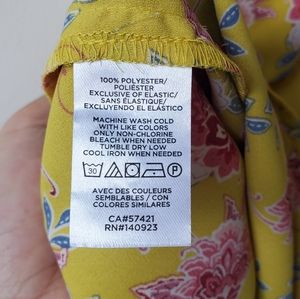 100% POLYESTER/
POLIÉSTER
EXCLUSIVE OF ELASTIC/
SANS ÉLASTIQUE/
EXCLUYENDO EL ELÁSTICO
MACHINE WASH COLD
WITH LIKE COLORS
ONLY NON-CHLORINE
BLEACH WHEN NEEDED
TUMBLE DRY LOW
COOL IRON WHEN NEEDED
30 P
AVEC DES COULEURS
SEMBLABLES / CON
COLORES SIMILARES
CA#57421
RN#140923